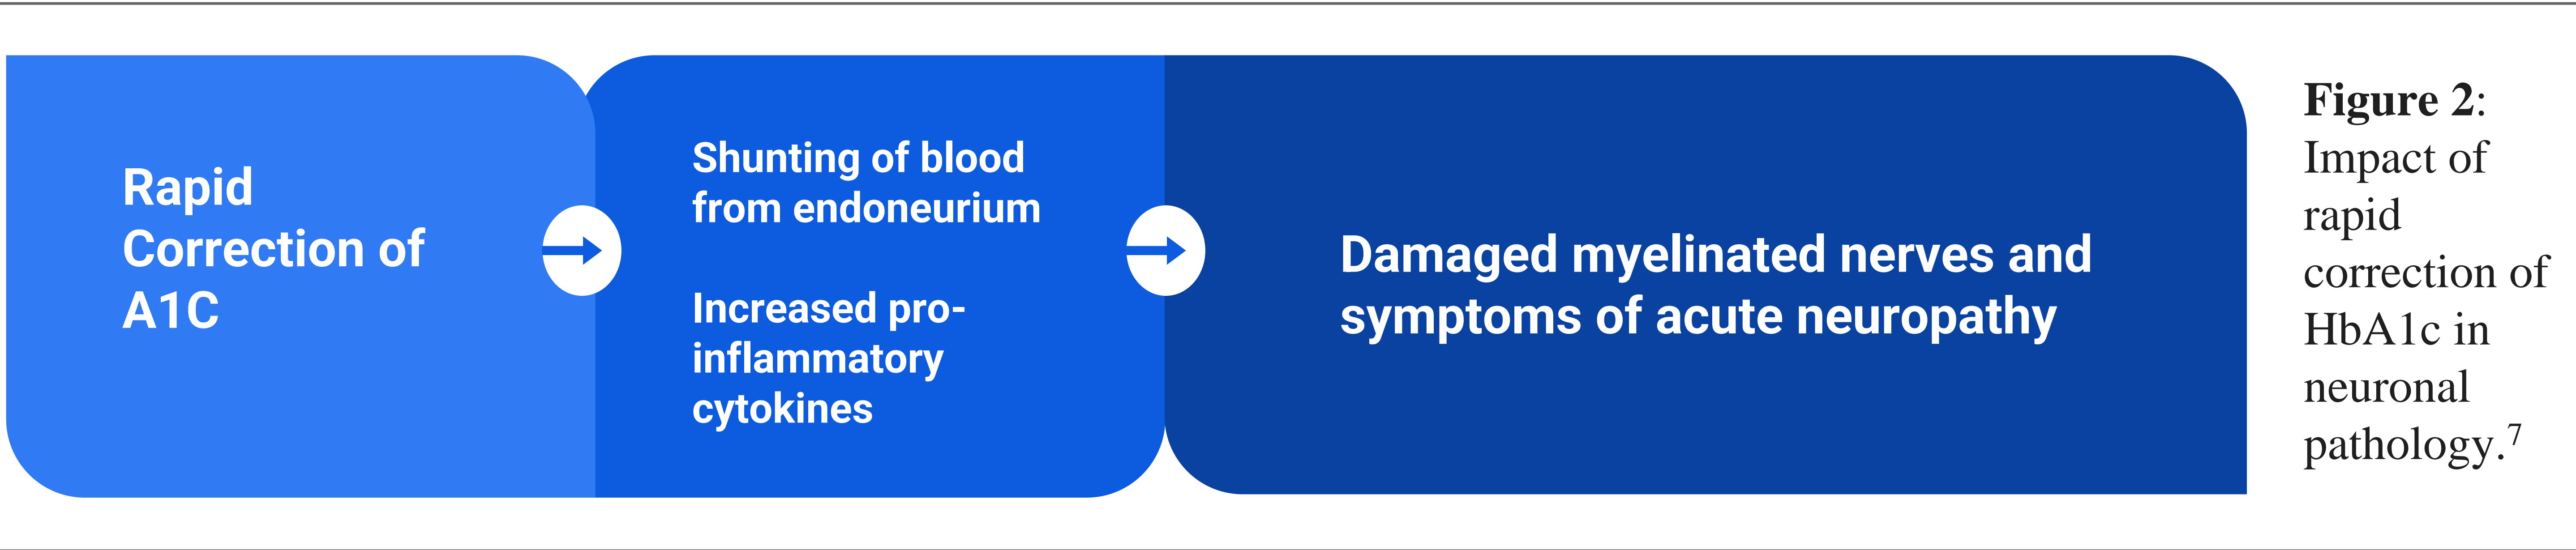 Rapid
Correction of
A1C
Shunting of blood
from endoneurium
Increased pro-
inflammatory
cytokines
Damaged myelinated nerves and
symptoms of acute neuropathy
Figure 2:
Impact of
rapid
correction of
HbA1c in
neuronal
pathology.⁷